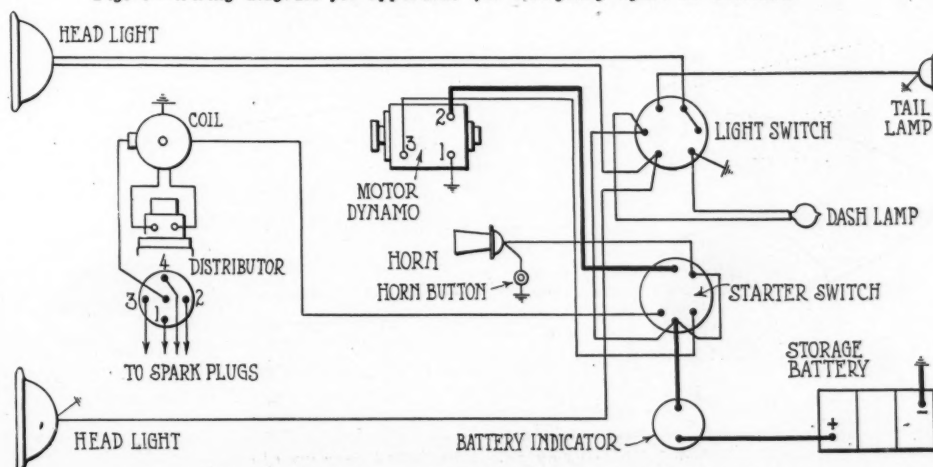 HEAD LIGHT
COIL
MOTOR
DYNAMO
1
2
3
LIGHT SWITCH
TAIL
LAMP
DASH LAMP
HORN
HORN BUTTON
DISTRIBUTOR
4
3
1
2
TO SPARK PLUGS
STARTER SWITCH
STORAGE
BATTERY
+
-
BATTERY INDICATOR
HEAD LIGHT